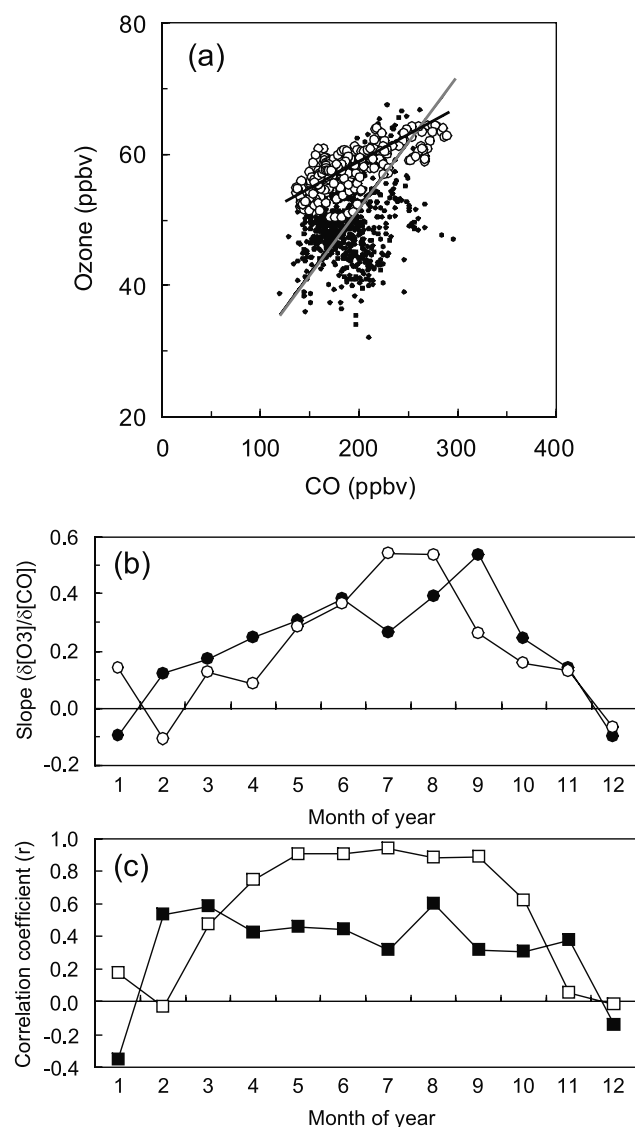 80
(a)
60
Ozone (ppbv)
40
20
0 100 200 300 400
CO (ppbv)
0.6
(b)
0.4
Slope (δ[O3]/δ[CO])
0.2
0.0
-0.2
1 2 3 4 5 6 7 8 9 10 11 12
Month of year
1.0
(c)
0.8
0.6
Correlation coefficient (r)
0.4
0.2
0.0
-0.2
-0.4
1 2 3 4 5 6 7 8 9 10 11 12
Month of year